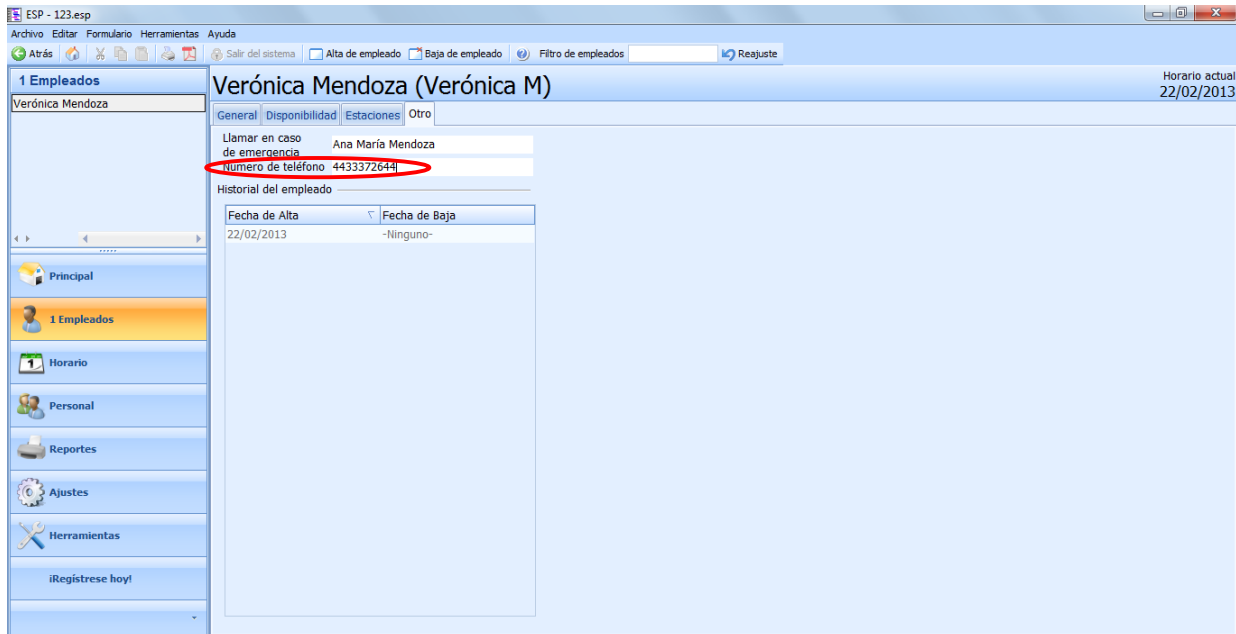 ESP - 123.esp
Archivo Editar Formulario Herramientas Ayuda
Atrás Salir del sistema Alta de empleado Baja de empleado Filtro de empleados Reajuste
1 Empleados
Verónica Mendoza
Verónica Mendoza (Verónica M)
Horario actual
22/02/2013
General Disponibilidad Estaciones Otro
Llamar en caso
de emergencia
Ana María Mendoza
Número de teléfono 4433372644
Historial del empleado
Fecha de Alta Fecha de Baja
22/02/2013 -Ninguno-
Principal
1 Empleados
1 Horario
Personal
Reportes
Ajustes
Herramientas
¡Regístrese hoy!